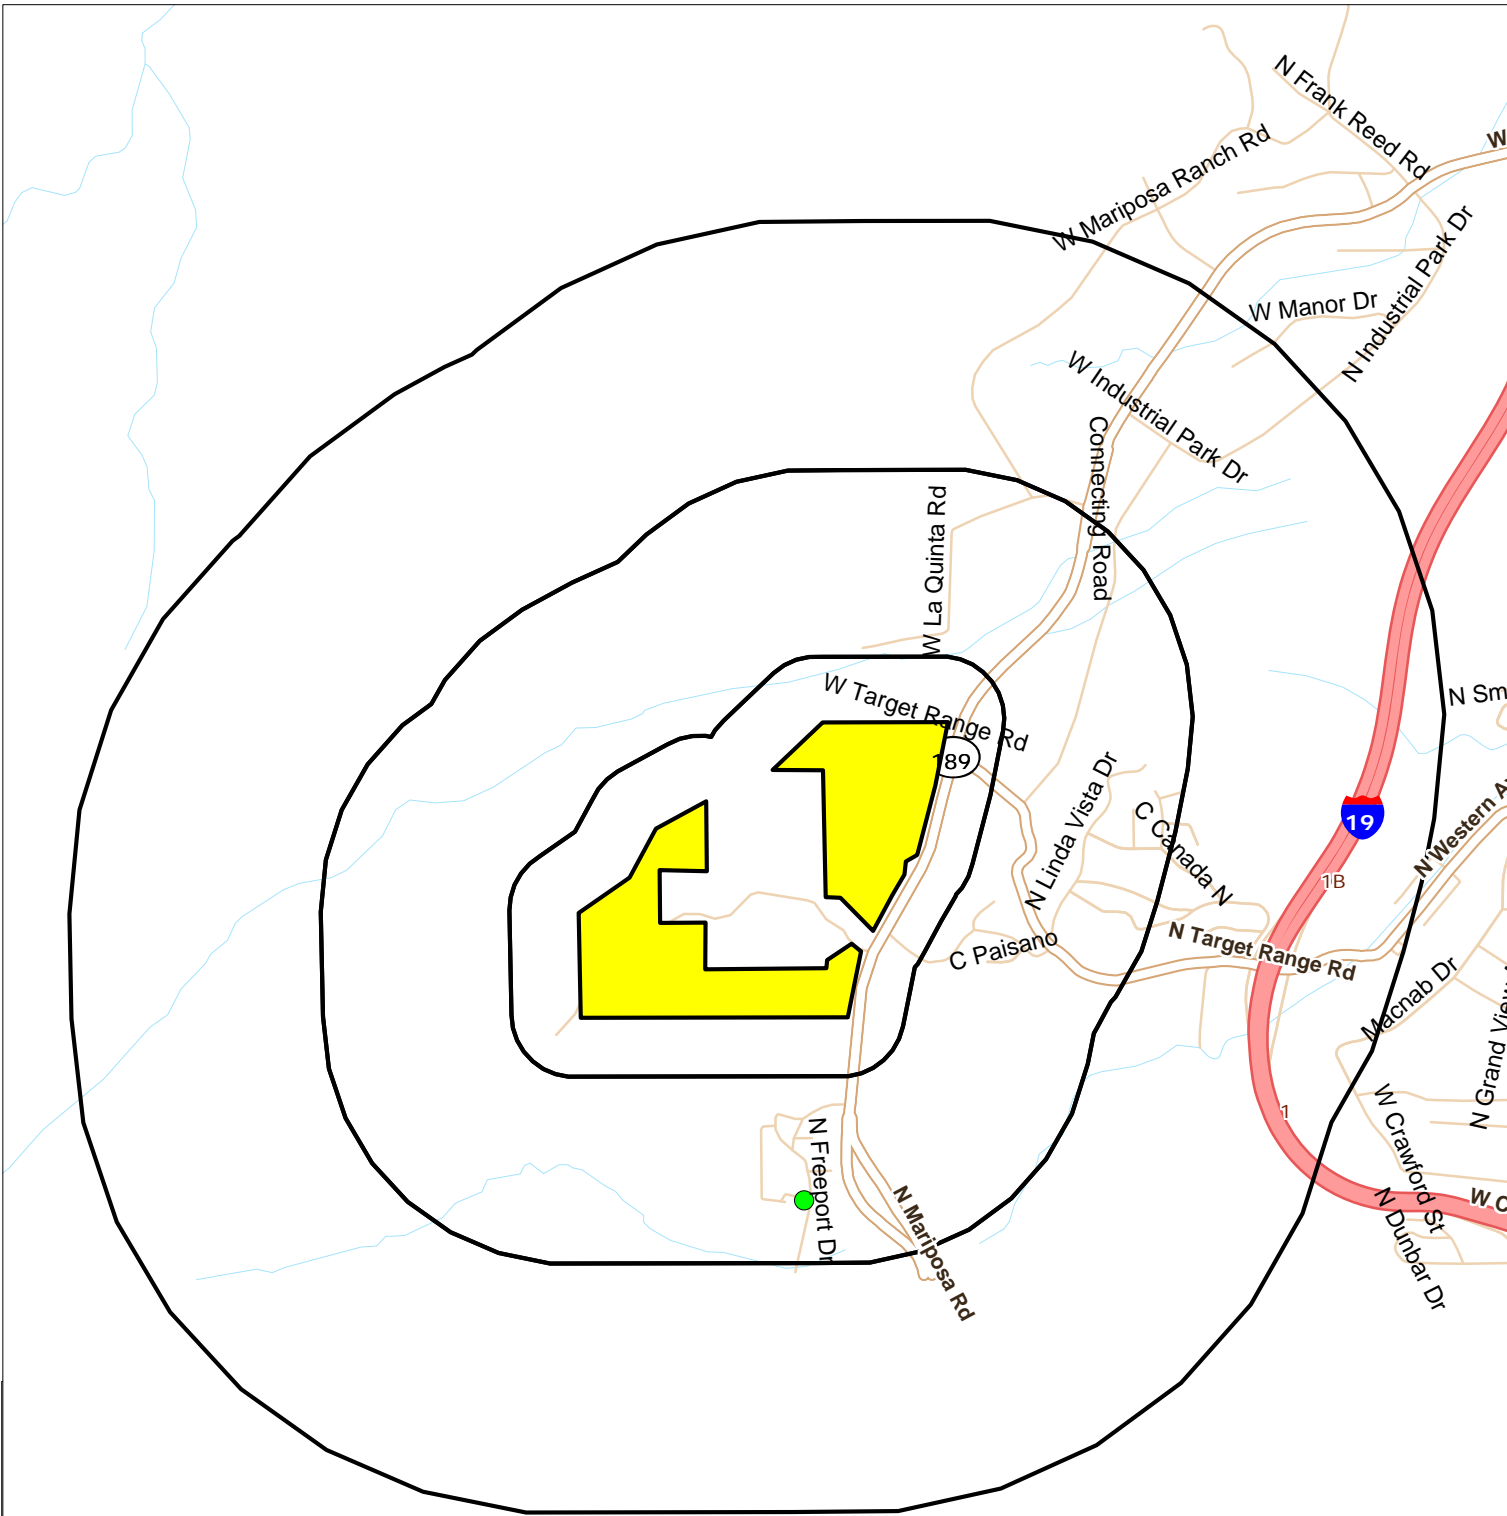 N Frank Reed Rd
W
W Mariposa Ranch Rd
N Industrial Park Dr
W Manor Dr
W Industrial Park Dr
Connecting Road
W La Quinta Rd
W Target Range Rd
189
N Sm
N Linda Vista Dr
C Canada N
19
N Western A
1B
C Paisano
N Target Range Rd
Macnab Dr
N Grand View
W Crawford St
1
N Freeport Dr
N Mariposa Rd
N Dunbar Dr
W C